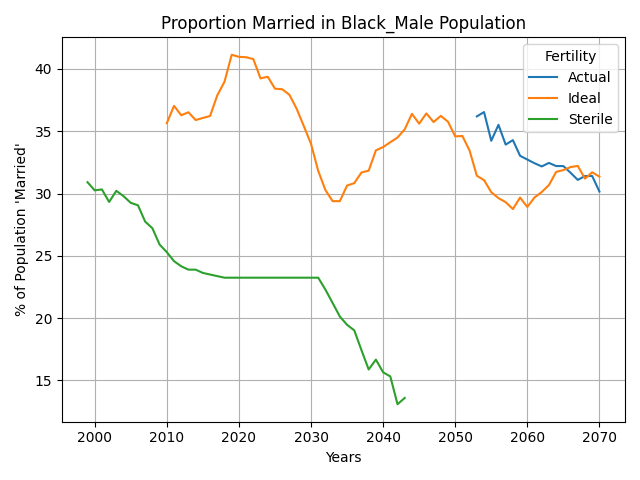 Proportion Married in Black_Male Population
% of Population 'Married'
40
35
30
25
20
15
Fertility
Actual
Ideal
Sterile
2000 2010 2020 2030 2040 2050 2060 2070
Years